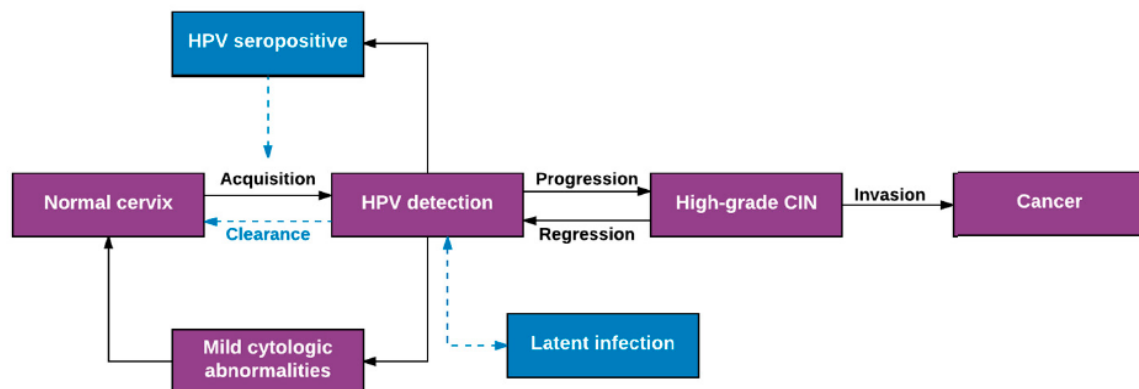 HPV seropositive
Normal cervix
Acquisition
Clearance
HPV detection
Progression
Regression
High-grade CIN
Invasion
Cancer
Mild cytologic
abnormalities
Latent infection